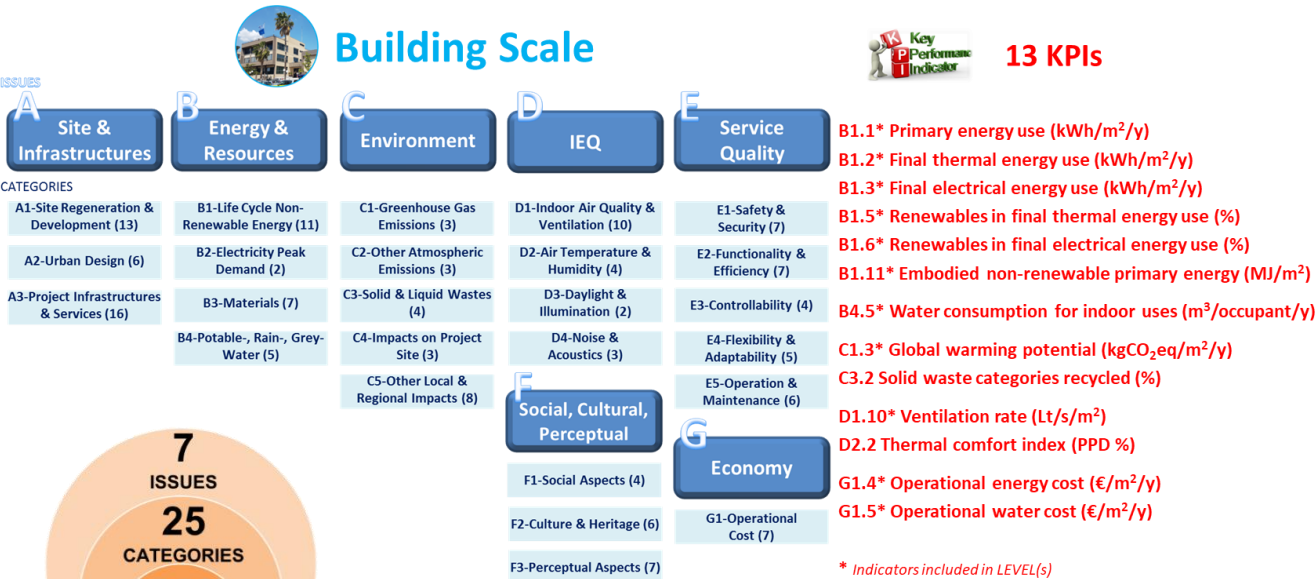 Building Scale
Key
Performanc
Indicator
K
P
I
13 KPIs
ISSUES
A
Site &
Infrastructures
B
Energy &
Resources
C
Environment
D
IEQ
E
Service
Quality
CATEGORIES
A1-Site Regeneration &
Development (13)
A2-Urban Design (6)
A3-Project Infrastructures
& Services (16)
B1-Life Cycle Non-
Renewable Energy (11)
B2-Electricity Peak
Demand (2)
B3-Materials (7)
B4-Potable-, Rain-, Grey-
Water (5)
C1-Greenhouse Gas
Emissions (3)
C2-Other Atmospheric
Emissions (3)
C3-Solid & Liquid Wastes
(4)
C4-Impacts on Project
Site (3)
C5-Other Local &
Regional Impacts (8)
D1-Indoor Air Quality &
Ventilation (10)
D2-Air Temperature &
Humidity (4)
D3-Daylight &
Illumination (2)
D4-Noise &
Acoustics (3)
F
Social, Cultural,
Perceptual
F1-Social Aspects (4)
F2-Culture & Heritage (6)
F3-Perceptual Aspects (7)
E1-Safety &
Security (7)
E2-Functionality &
Efficiency (7)
E3-Controllability (4)
E4-Flexibility &
Adaptability (5)
E5-Operation &
Maintenance (6)
G
Economy
G1-Operational
Cost (7)
B1.1* Primary energy use (kWh/m²/y)
B1.2* Final thermal energy use (kWh/m²/y)
B1.3* Final electrical energy use (kWh/m²/y)
B1.5* Renewables in final thermal energy use (%)
B1.6* Renewables in final electrical energy use (%)
B1.11* Embodied non-renewable primary energy (MJ/m²)
B4.5* Water consumption for indoor uses (m³/occupant/y)
C1.3* Global warming potential (kgCO₂eq/m²/y)
C3.2 Solid waste categories recycled (%)
D1.10* Ventilation rate (Lt/s/m²)
D2.2 Thermal comfort index (PPD %)
G1.4* Operational energy cost (€/m²/y)
G1.5* Operational water cost (€/m²/y)
* Indicators included in LEVEL(s)
7
ISSUES
25
CATEGORIES